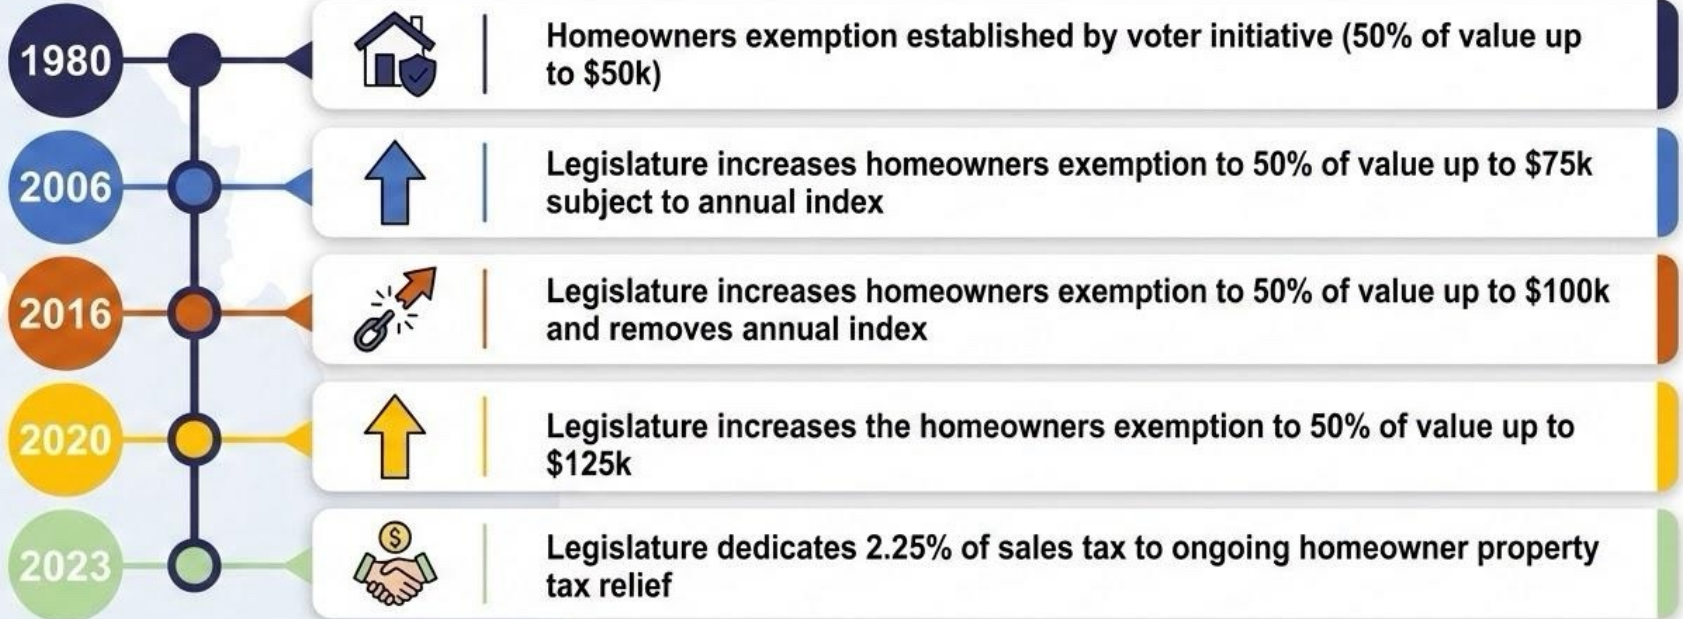 1980
Homeowners exemption established by voter initiative (50% of value up
to $50k)
2006
Legislature increases homeowners exemption to 50% of value up to $75k
subject to annual index
2016
Legislature increases homeowners exemption to 50% of value up to $100k
and removes annual index
2020
Legislature increases the homeowners exemption to 50% of value up to
$125k
2023
$
Legislature dedicates 2.25% of sales tax to ongoing homeowner property
tax relief